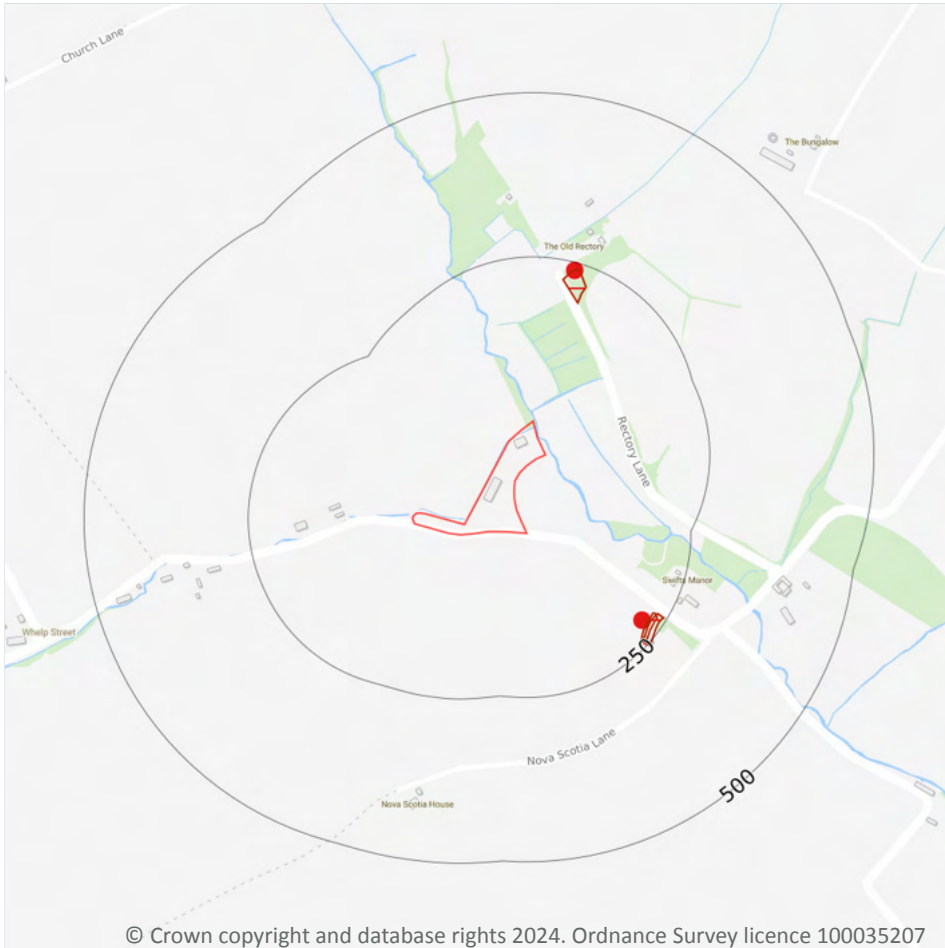 Church Lane
The Bungalow
The Old Rectory
Rectory Lane
Swifts Manor
Whelp Street
250
Nova Scotia Lane
500
Nova Scotia House
© Crown copyright and database rights 2024. Ordnance Survey licence 100035207